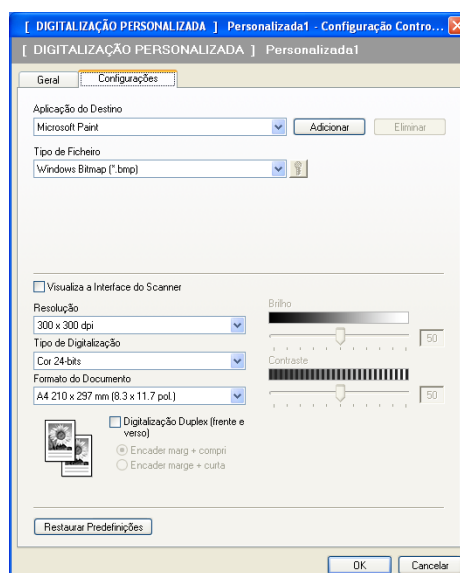 [ DIGITALIZAÇÃO PERSONALIZADA ] Personalizada1 - Configuração Contro...
[ DIGITALIZAÇÃO PERSONALIZADA ] Personalizada1
Geral Configurações
Aplicação do Destino
Microsoft Paint Adicionar Eliminar
Tipo de Ficheiro
Windows Bitmap (*.bmp)
Visualiza a Interface do Scanner
Resolução Brilho
300 x 300 dpi 50
Tipo de Digitalização
Cor 24-bits Contraste
Formato do Documento
A4 210 x 297 mm (8.3 x 11.7 pol.) 50
Digitalização Duplex (frente e
verso)
Encader marg + compri
Encader marge + curta
Restaurar Predefinições
OK Cancelar